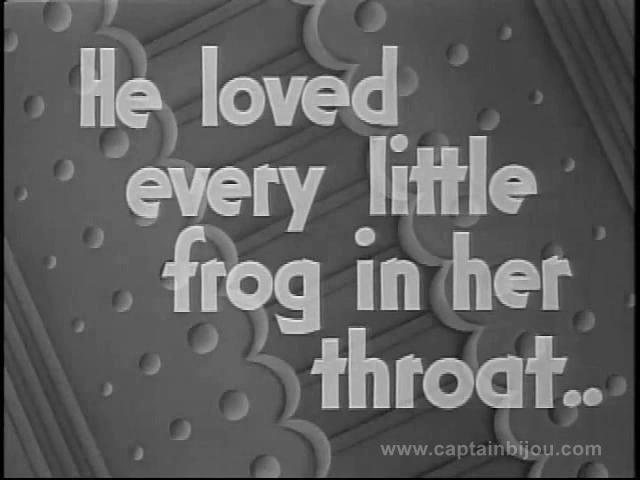 He loved
every little
frog in her
throat..
www.captainbijou.com